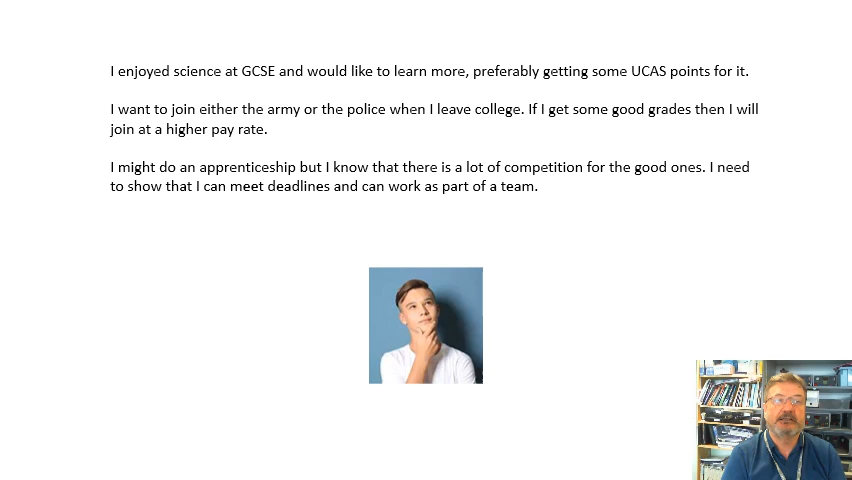 I enjoyed science at GCSE and would like to learn more, preferably getting some UCAS points for it.
I want to join either the army or the police when I leave college. If I get some good grades then I will
join at a higher pay rate.
I might do an apprenticeship but I know that there is a lot of competition for the good ones. I need
to show that I can meet deadlines and can work as part of a team.